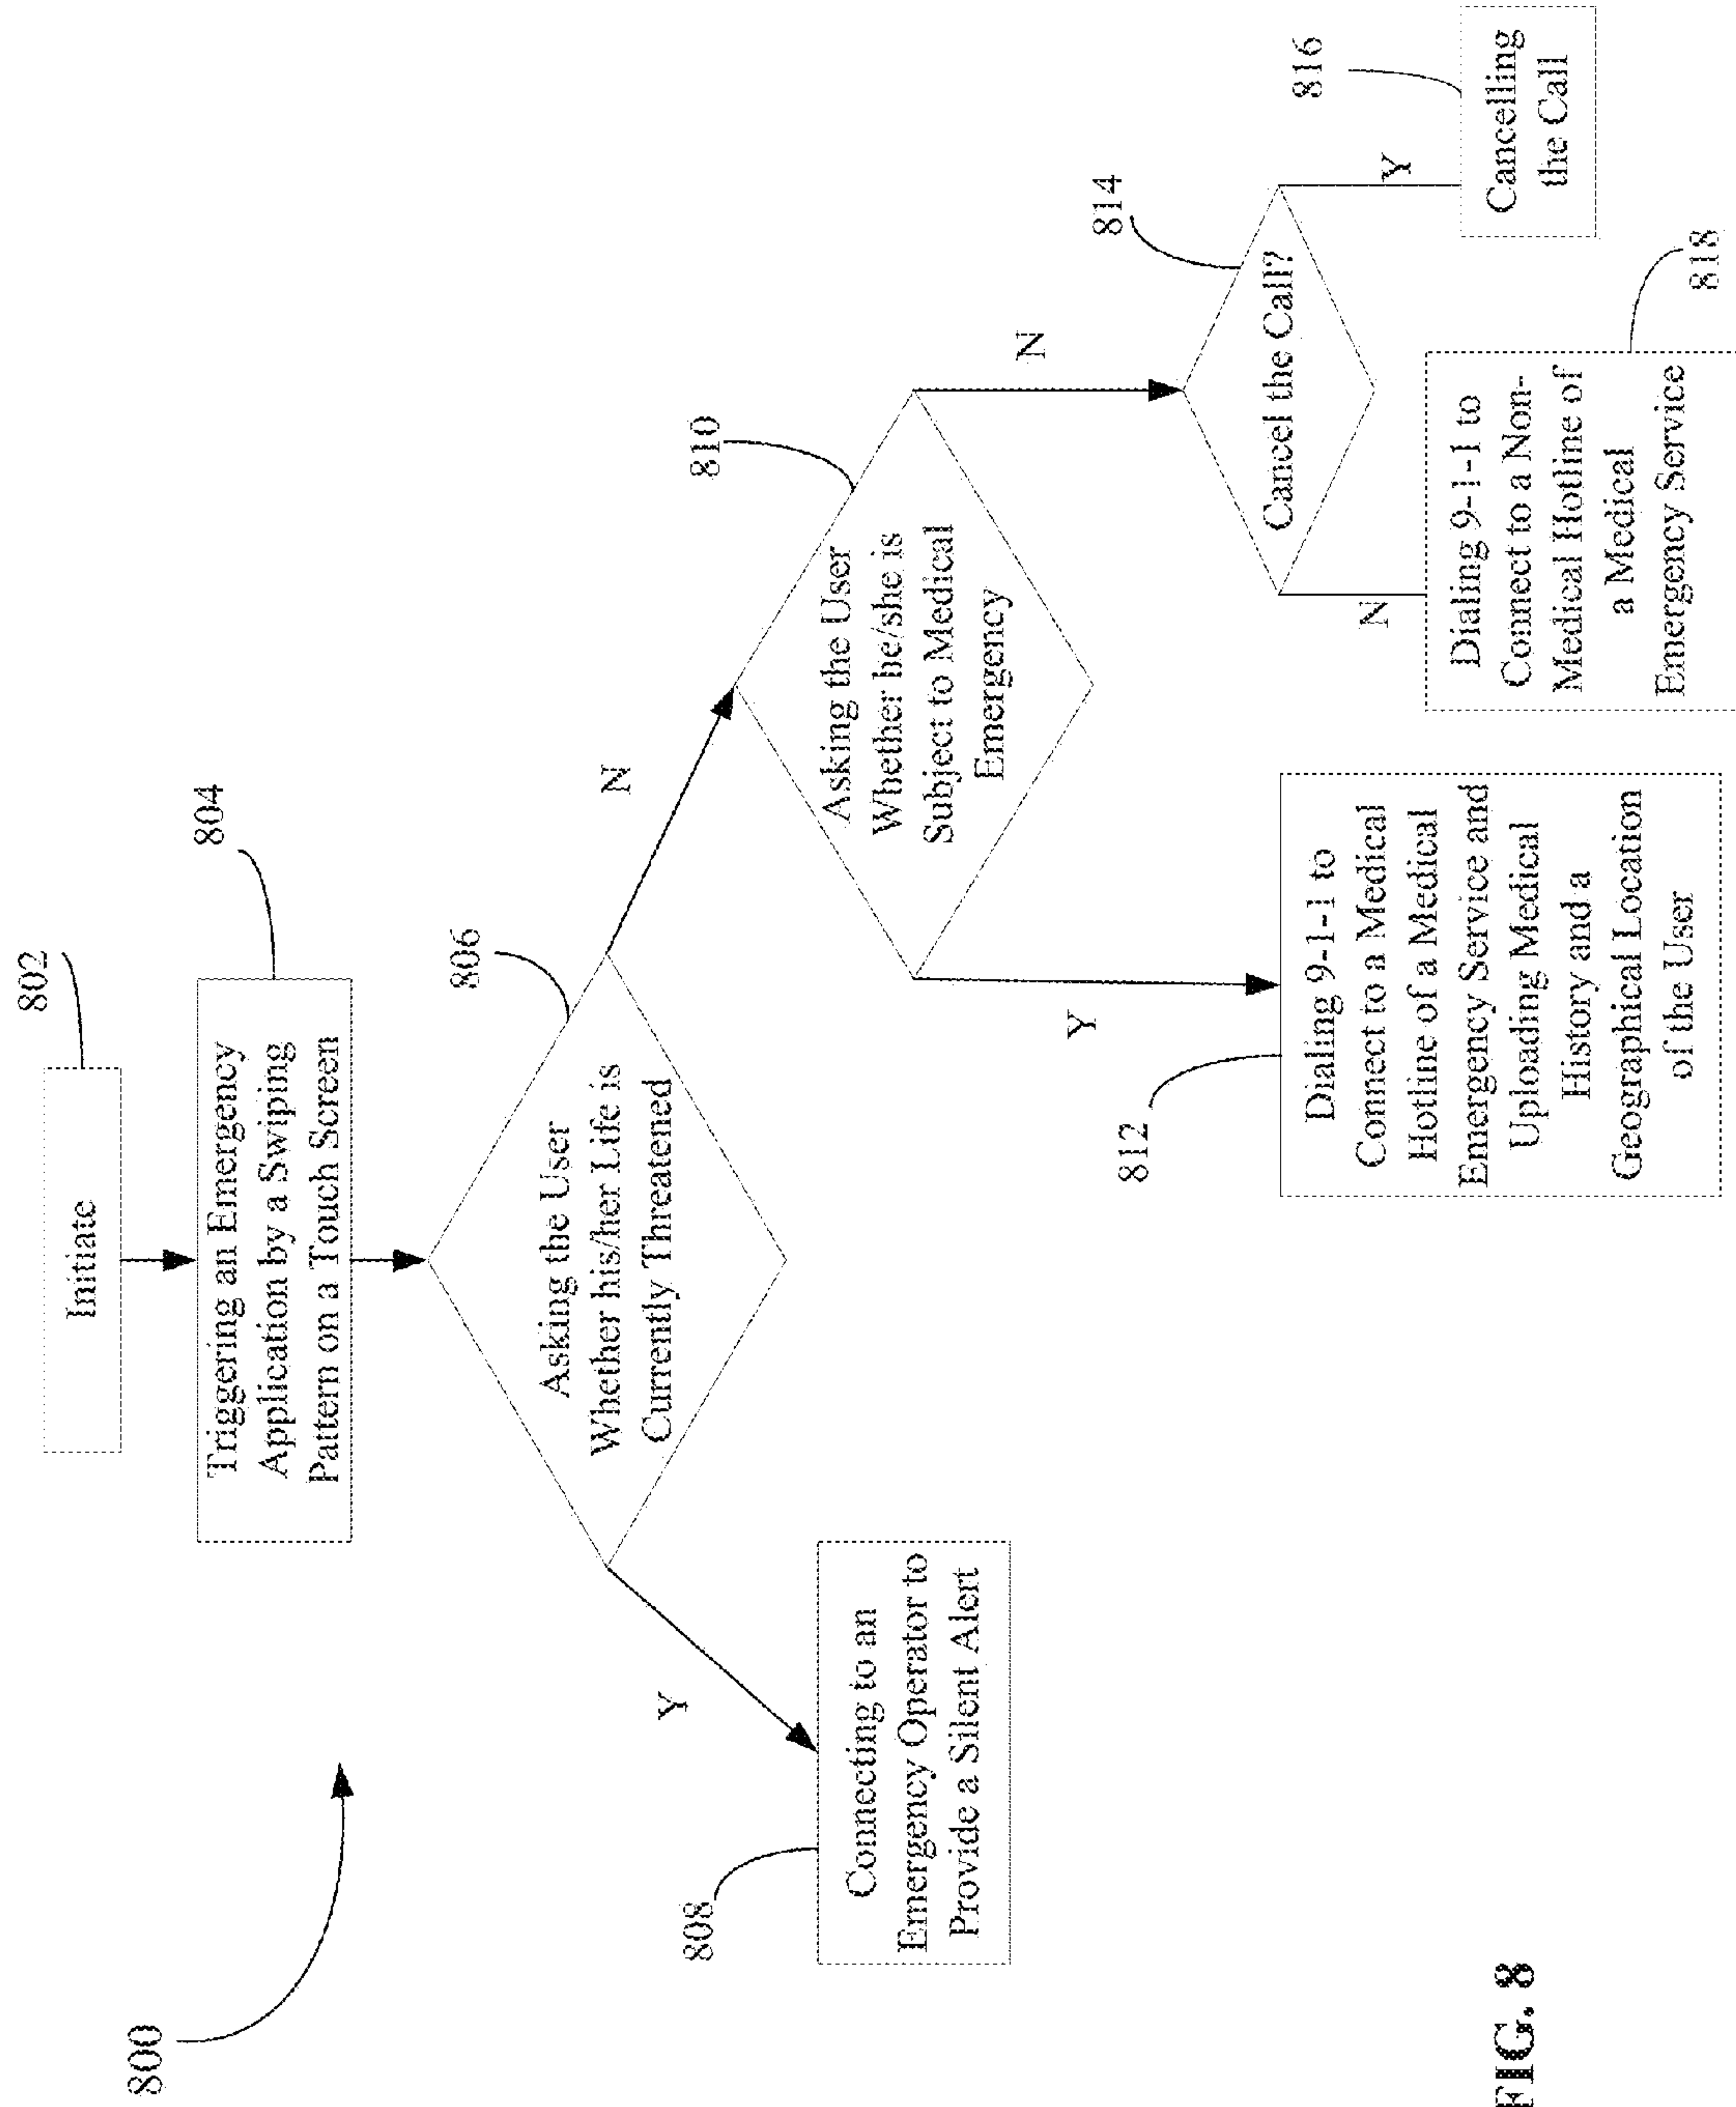 800
802
Initiate
804
Triggering an Emergency
Application by a Swiping
Pattern on a Touch Screen
806
Asking the User
Whether his/her Life is
Currently Threatened
Y
N
808
Connecting to an
Emergency Operator to
Provide a Silent Alert
810
Asking the User
Whether he/she is
Subject to Medical
Emergency
Y
N
812
Dialing 9-1-1 to
Connect to a Medical
Hotline of a Medical
Emergency Service and
Uploading Medical
History and a
Geographical Location
of the User
814
Cancel the Call?
N
Y
816
Cancelling
the Call
Dialing 9-1-1 to
Connect to a Non-
Medical Hotline of
a Medical
Emergency Service
818
FIG. 8